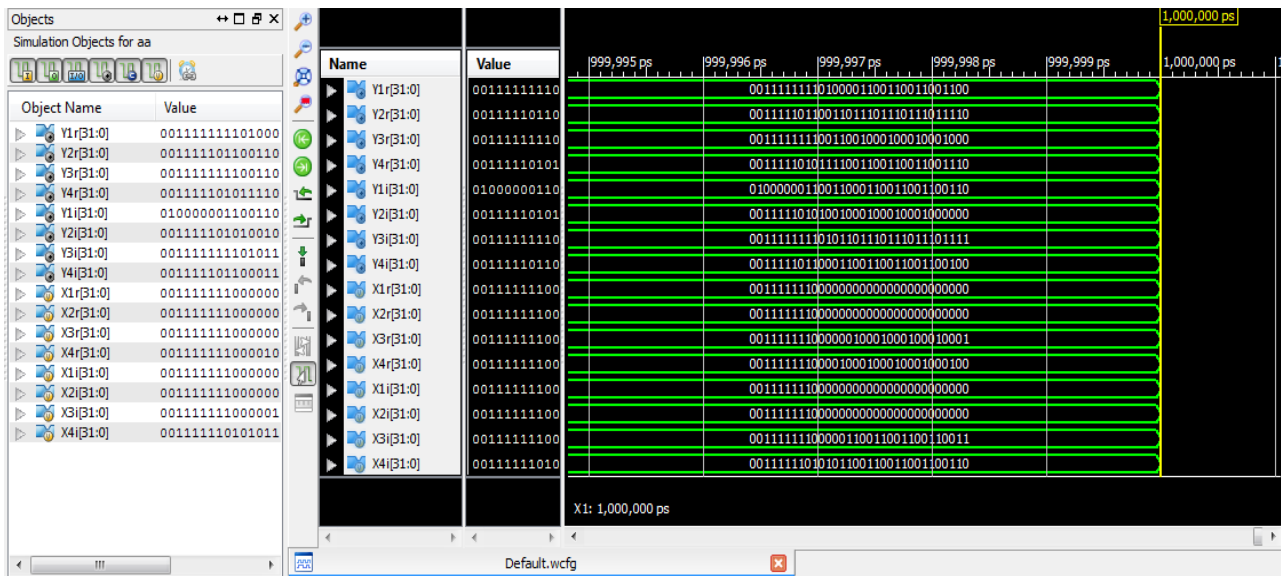 Objects
Simulation Objects for aa
Object Name Value
Y1r[31:0] 001111111101000
Y2r[31:0] 001111101100110
Y3r[31:0] 001111111100110
Y4r[31:0] 001111101011110
Y1i[31:0] 010000001100110
Y2i[31:0] 001111101010010
Y3i[31:0] 001111111101011
Y4i[31:0] 001111101100011
X1r[31:0] 001111111000000
X2r[31:0] 001111111000000
X3r[31:0] 001111111000000
X4r[31:0] 001111111000010
X1i[31:0] 001111111000000
X2i[31:0] 001111111000000
X3i[31:0] 001111111000001
X4i[31:0] 001111110101011
1,000,000 ps
Name Value 999,995 ps 999,996 ps 999,997 ps 999,998 ps 999,999 ps 1,000,000 ps
Y1r[31:0] 00111111110 00111111110100001100110011001100
Y2r[31:0] 00111110110 00111110110011011101110111011110
Y3r[31:0] 00111111110 00111111110011001000100010001000
Y4r[31:0] 00111110101 00111110101111001100110011001110
Y1i[31:0] 01000000110 01000000110011000110011001100110
Y2i[31:0] 00111110101 00111110101001000100010001000000
Y3i[31:0] 00111111110 00111111110101101110111011101111
Y4i[31:0] 00111110110 00111110110001100110011001100100
X1r[31:0] 00111111100 00111111100000000000000000000000
X2r[31:0] 00111111100 00111111100000000000000000000000
X3r[31:0] 00111111100 00111111100000010001000100010001
X4r[31:0] 00111111100 00111111100001000100010001000100
X1i[31:0] 00111111100 00111111100000000000000000000000
X2i[31:0] 00111111100 00111111100000000000000000000000
X3i[31:0] 00111111100 00111111100000110011001100110011
X4i[31:0] 00111111010 00111111010101100110011001100110
X1: 1,000,000 ps
Default.wcfg